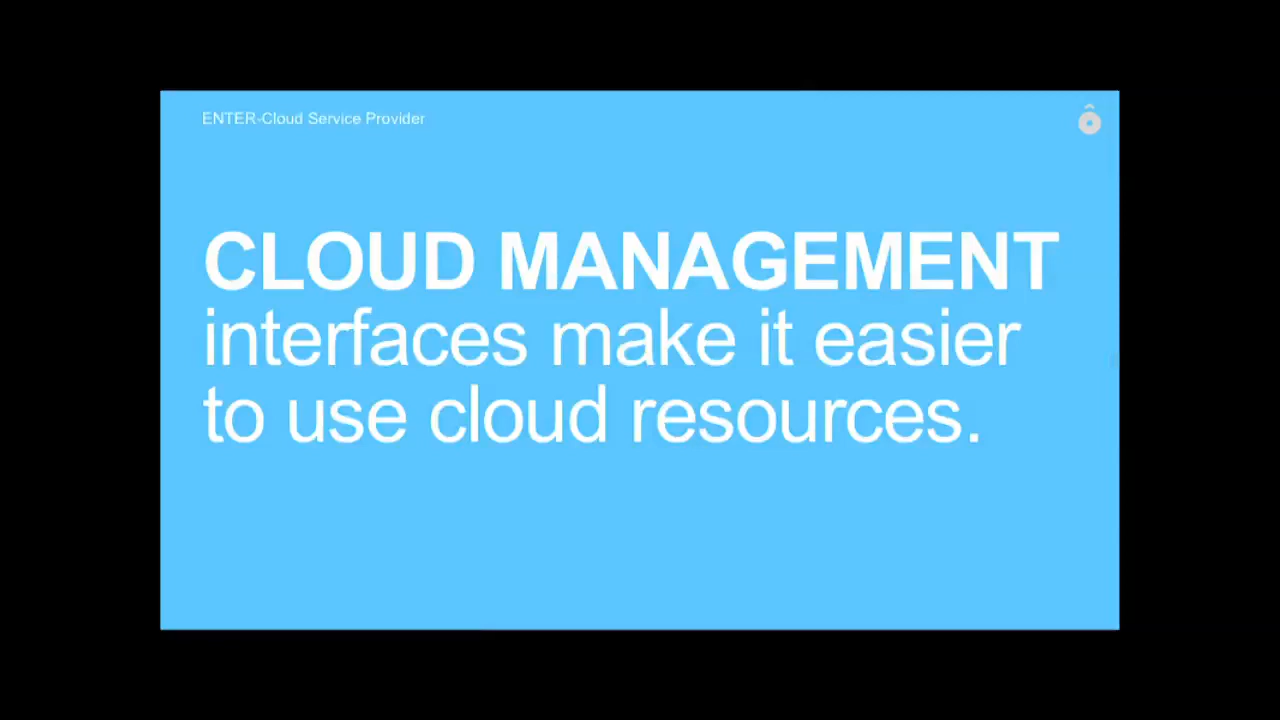 ENTER-Cloud Service Provider
CLOUD MANAGEMENT
interfaces make it easier
to use cloud resources.